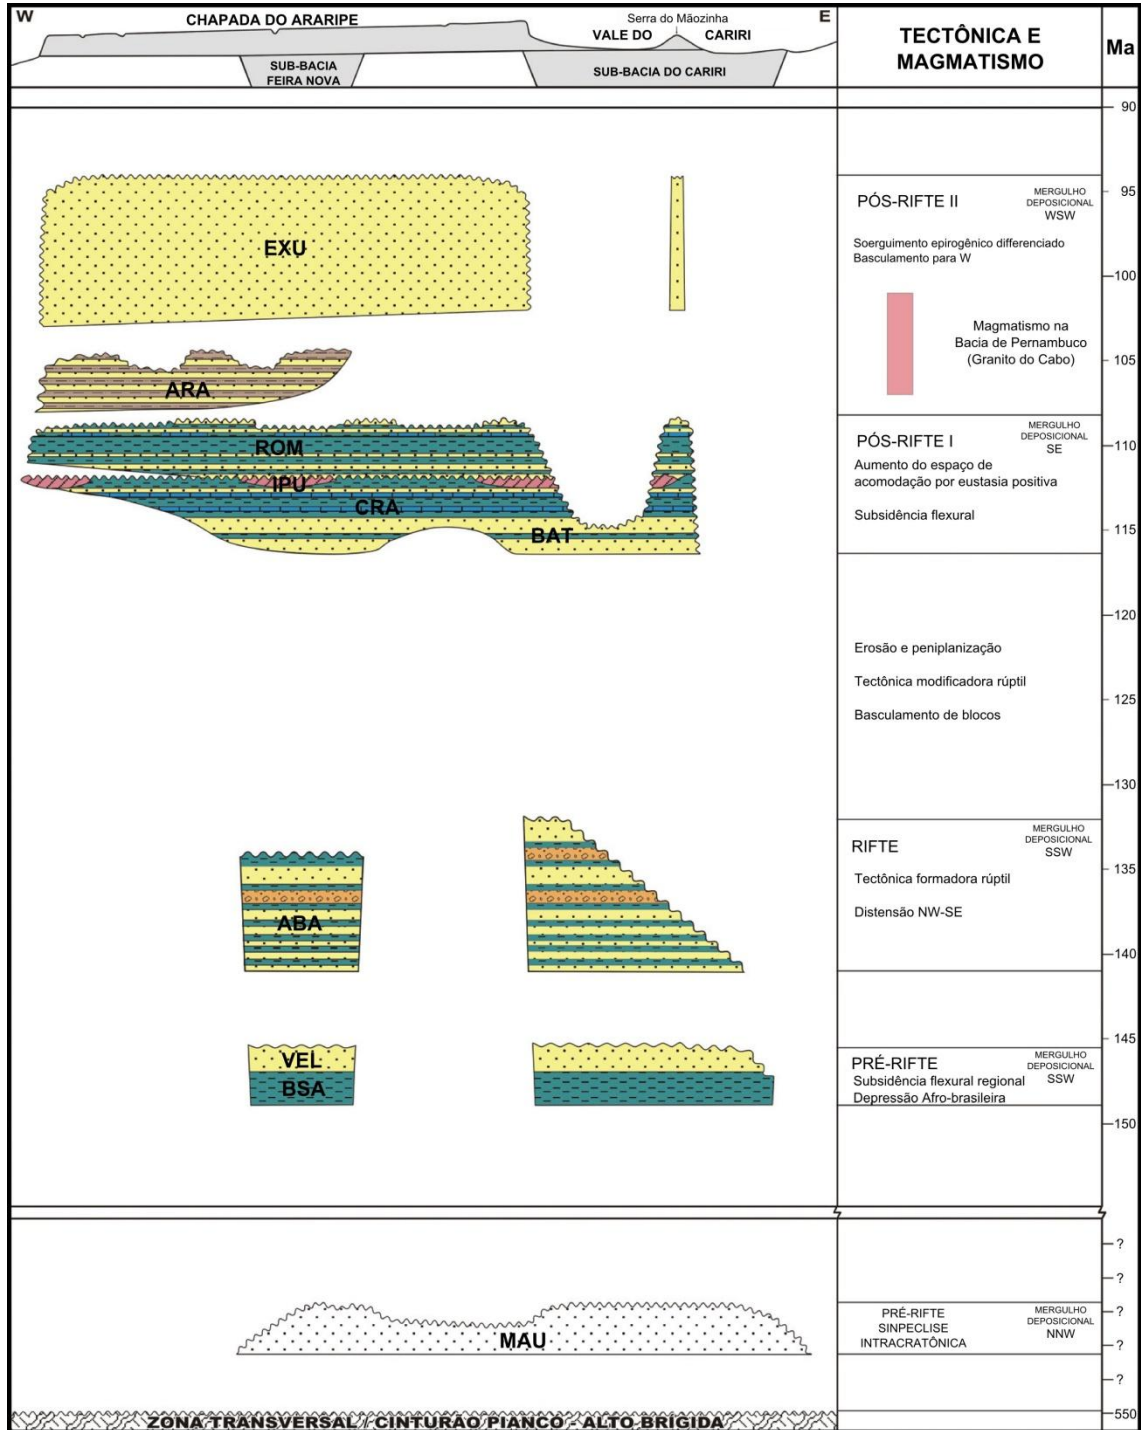 W
CHAPADA DO ARARIPE
Serra do Mãozinha
VALE DO CARIRI
E
SUB-BACIA
FEIRA NOVA
SUB-BACIA DO CARIRI
TECTÔNICA E
MAGMATISMO
Ma
90
95
PÓS-RIFTE II
MERGULHO
DEPOSICIONAL
WSW
EXU
Soerguimento epirogênico differenciado
Basculamento para W
100
Magmatismo na
Bacia de Pernambuco
(Granito do Cabo)
105
ARA
PÓS-RIFTE I
MERGULHO
DEPOSICIONAL
SE
110
ROM
Aumento do espaço de
acomodação por eustasia positiva
IPU
CRA
Subsidência flexural
BAT
115
120
Erosão e peniplanização
Tectônica modificadora rúptil
125
Basculamento de blocos
130
RIFTE
MERGULHO
DEPOSICIONAL
SSW
135
Tectônica formadora rúptil
Distensão NW-SE
ABA
140
145
VEL
BSA
PRÉ-RIFTE
MERGULHO
DEPOSICIONAL
SSW
Subsidência flexural regional
Depressão Afro-brasileira
150
?
?
MAU
PRÉ-RIFTE
SINPECLISE
INTRACRATÔNICA
MERGULHO
DEPOSICIONAL
NNW
?
?
?
550
ZONA TRANSVERSAL / CINTURÃO PIANCÓ - ALTO BRÍGIDA